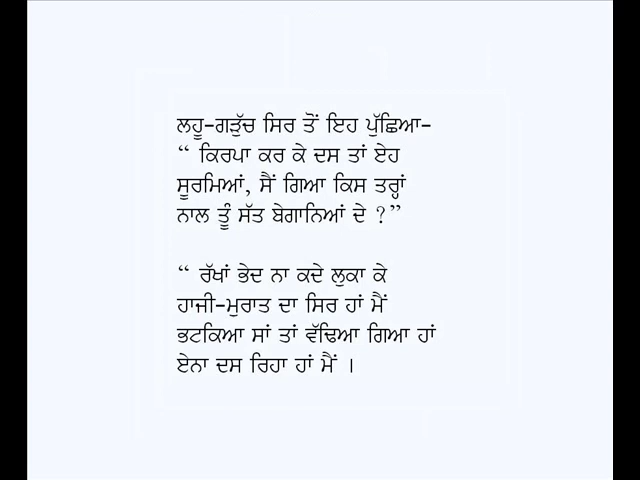 ਲਹੂ-ਗੜੁੱਚ ਸਿਰ ਤੋਂ ਇਹ ਪੁੱਛਿਆ-
“ ਕਿਰਪਾ ਕਰ ਕੇ ਦਸ ਤਾਂ ਏਹ
ਸੂਰਮਿਆਂ, ਸੈਂ ਗਿਆ ਕਿਸ ਤਰ੍ਹਾਂ
ਨਾਲ ਤੂੰ ਸੱਤ ਬੇਗਾਨਿਆਂ ਦੇ ?”
“ ਰੱਖਾਂ ਭੇਦ ਨਾ ਕਦੇ ਲੁਕਾ ਕੇ
ਹਾਜੀ-ਮੁਰਾਤ ਦਾ ਸਿਰ ਹਾਂ ਮੈਂ
ਭਟਕਿਆ ਸਾਂ ਤਾਂ ਵੱਢਿਆ ਗਿਆ ਹਾਂ
ਏਨਾ ਦਸ ਰਿਹਾ ਹਾਂ ਮੈਂ ।